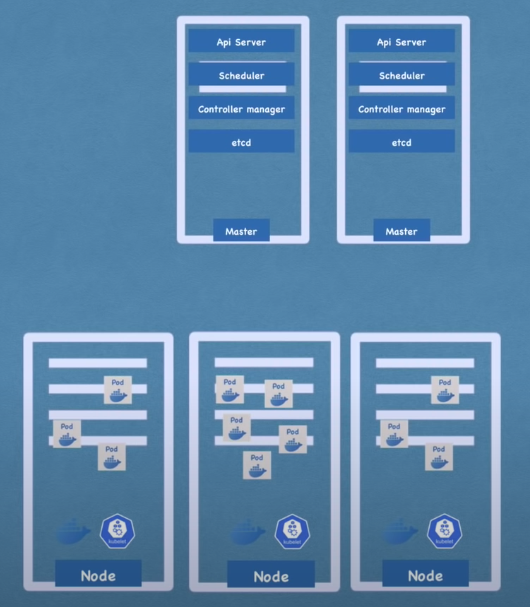 Api Server
Scheduler
Controller manager
etcd
Master
Api Server
Scheduler
Controller manager
etcd
Master
Pod
Pod
Pod
kubelet
Node
Pod
Pod
Pod
Pod
Pod
kubelet
Node
Pod
Pod
Pod
kubelet
Node